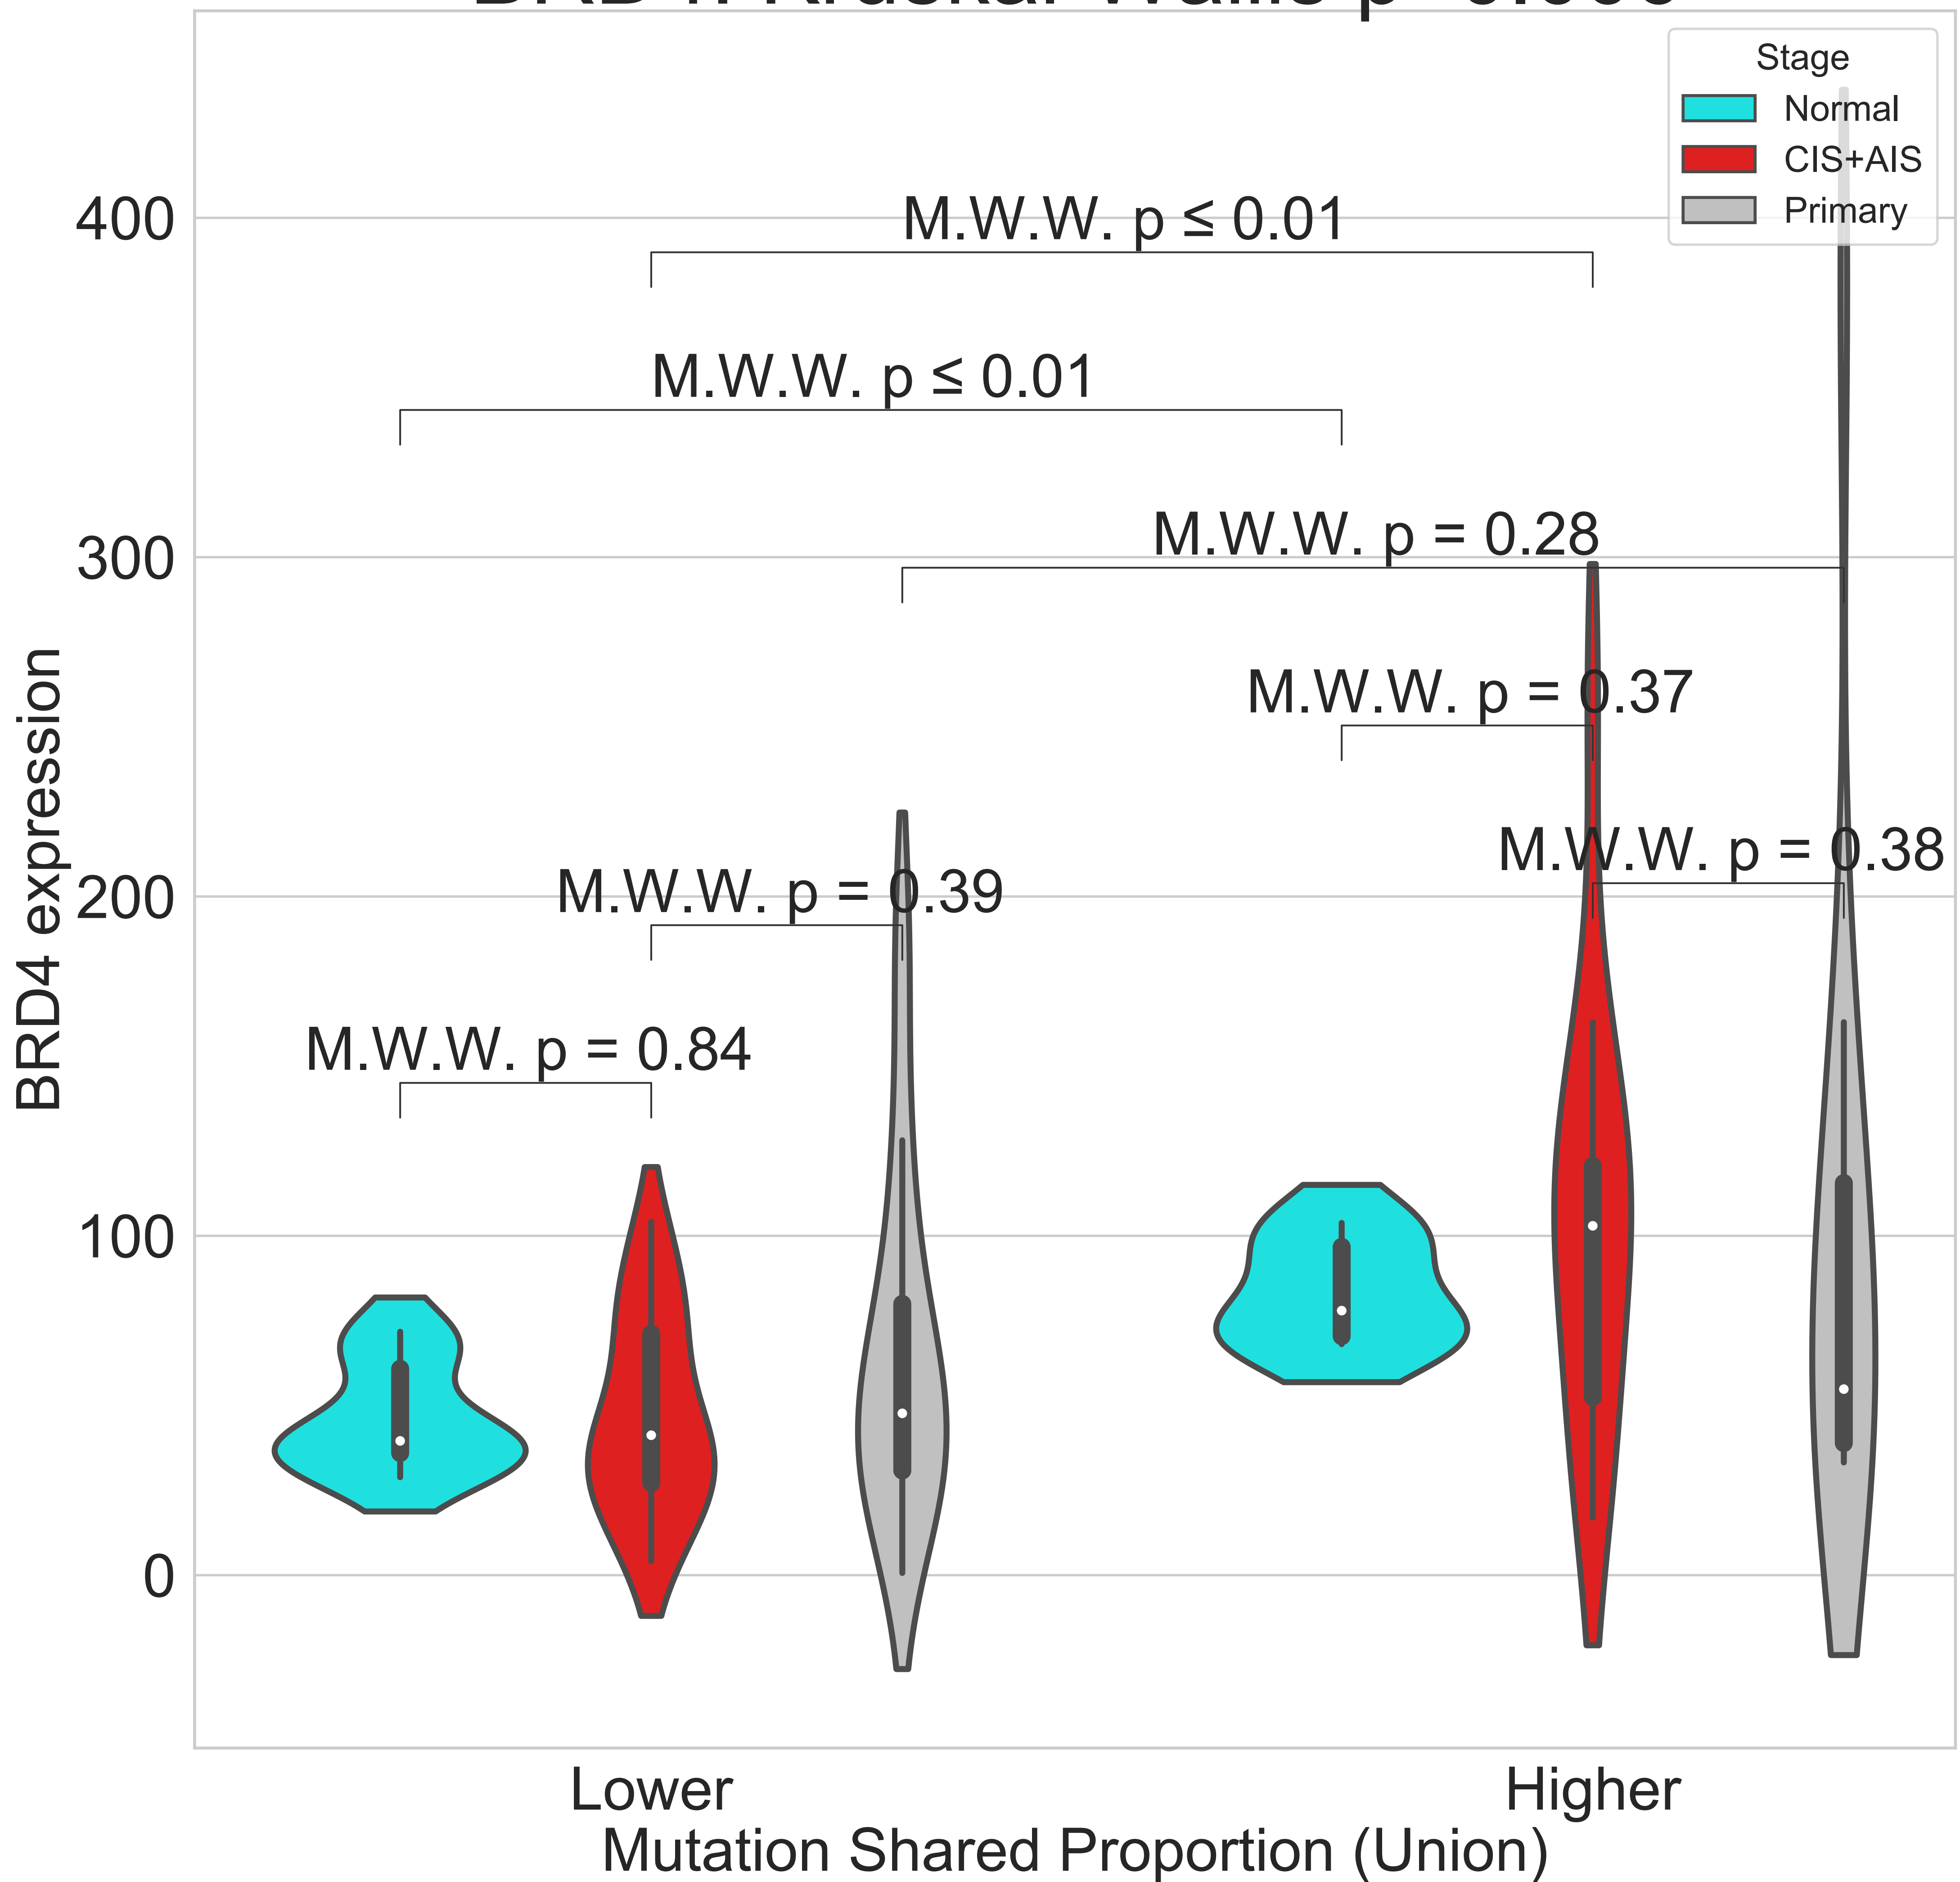 Stage
Normal
CIS+AIS
Primary
400
300
200
100
0
BRD4 expression
M.W.W. p ≤ 0.01
M.W.W. p ≤ 0.01
M.W.W. p = 0.28
M.W.W. p = 0.37
M.W.W. p = 0.38
M.W.W. p = 0.39
M.W.W. p = 0.84
Lower
Higher
Mutation Shared Proportion (Union)